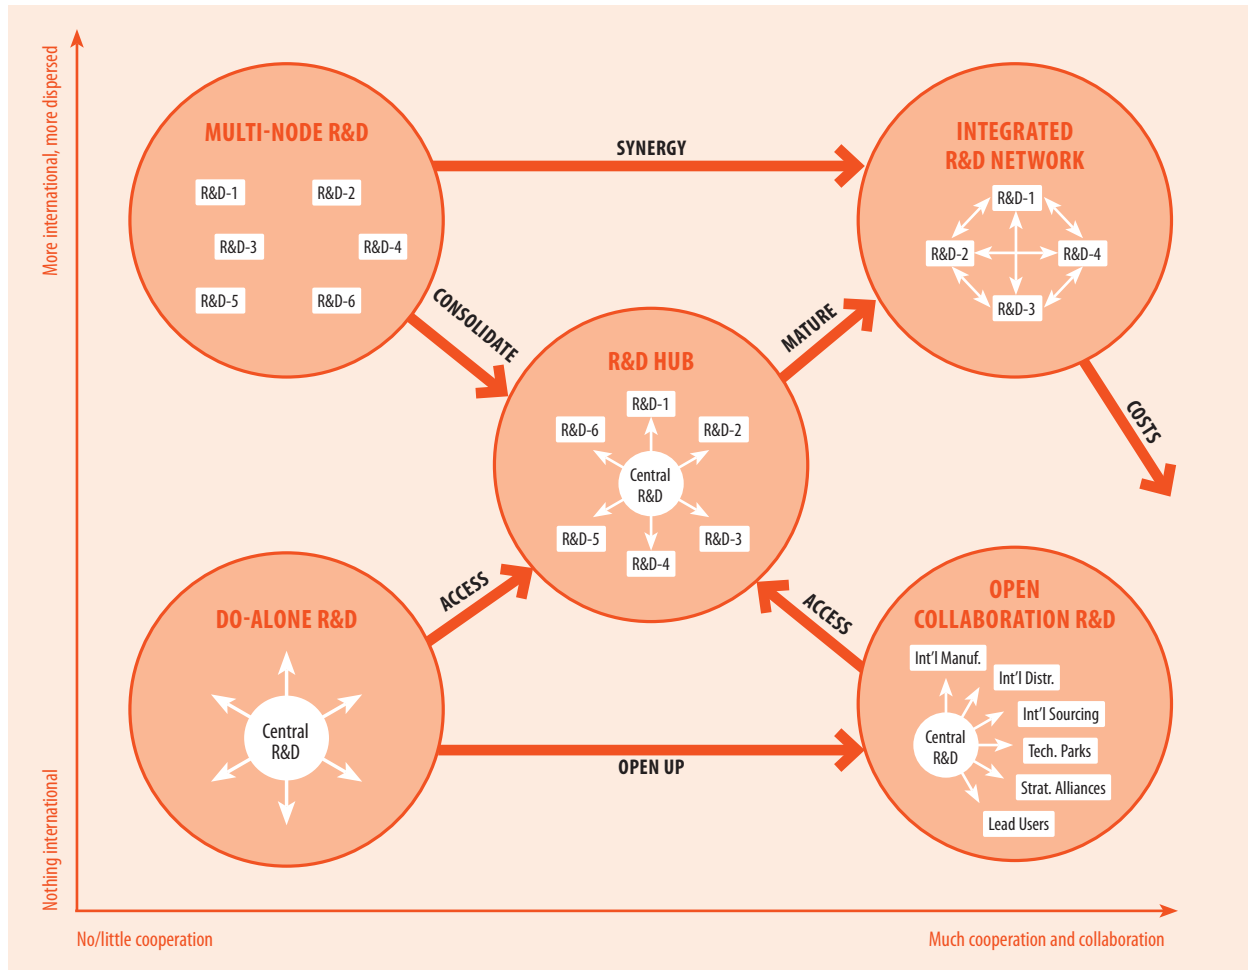 More international, more dispersed
MULTI-NODE R&D
R&D-1
R&D-2
R&D-3
R&D-4
R&D-5
R&D-6
SYNERGY
INTEGRATED
R&D NETWORK
R&D-1
R&D-2
R&D-4
R&D-3
CONSOLIDATE
MATURE
COSTS
R&D HUB
R&D-1
R&D-6
R&D-2
Central
R&D
R&D-5
R&D-3
R&D-4
ACCESS
ACCESS
DO-ALONE R&D
Central
R&D
OPEN UP
OPEN
COLLABORATION R&D
Int'l Manuf.
Int'l Distr.
Int'l Sourcing
Central
R&D
Tech. Parks
Strat. Alliances
Lead Users
Nothing international
No/little cooperation
Much cooperation and collaboration